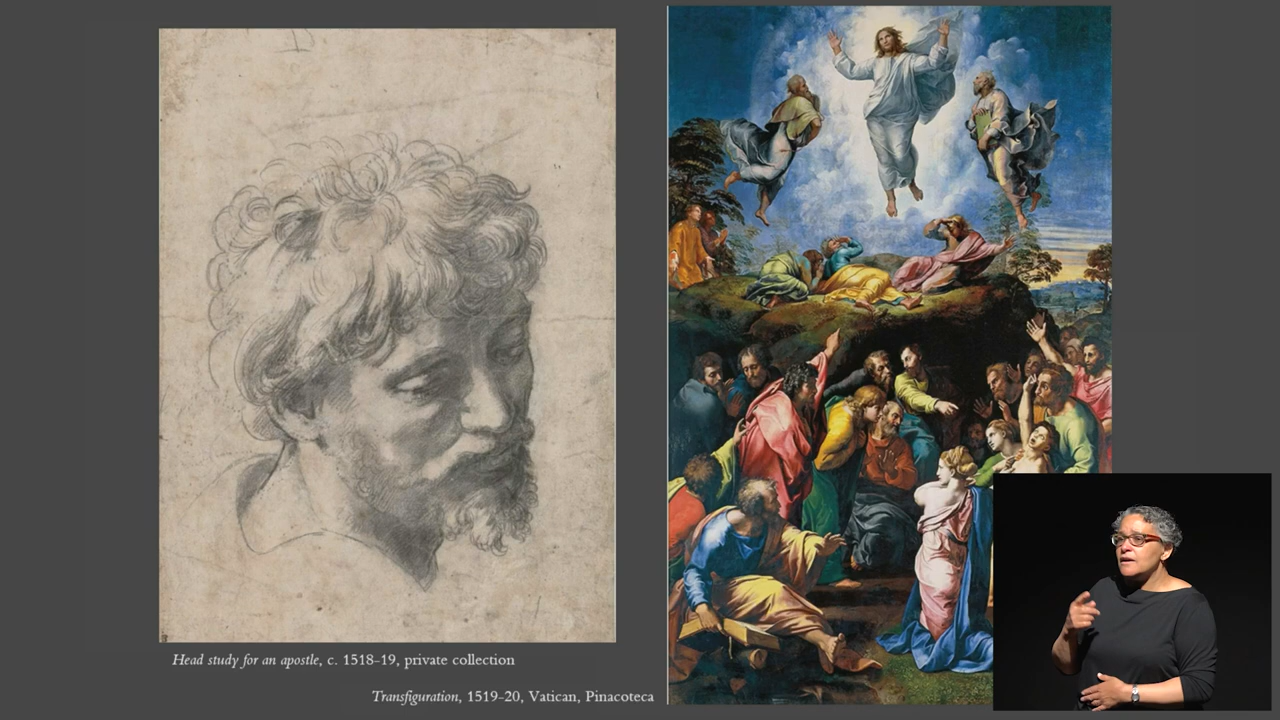 Head study for an apostle, c. 1518-19, private collection
Transfiguration, 1519-20, Vatican, Pinacoteca